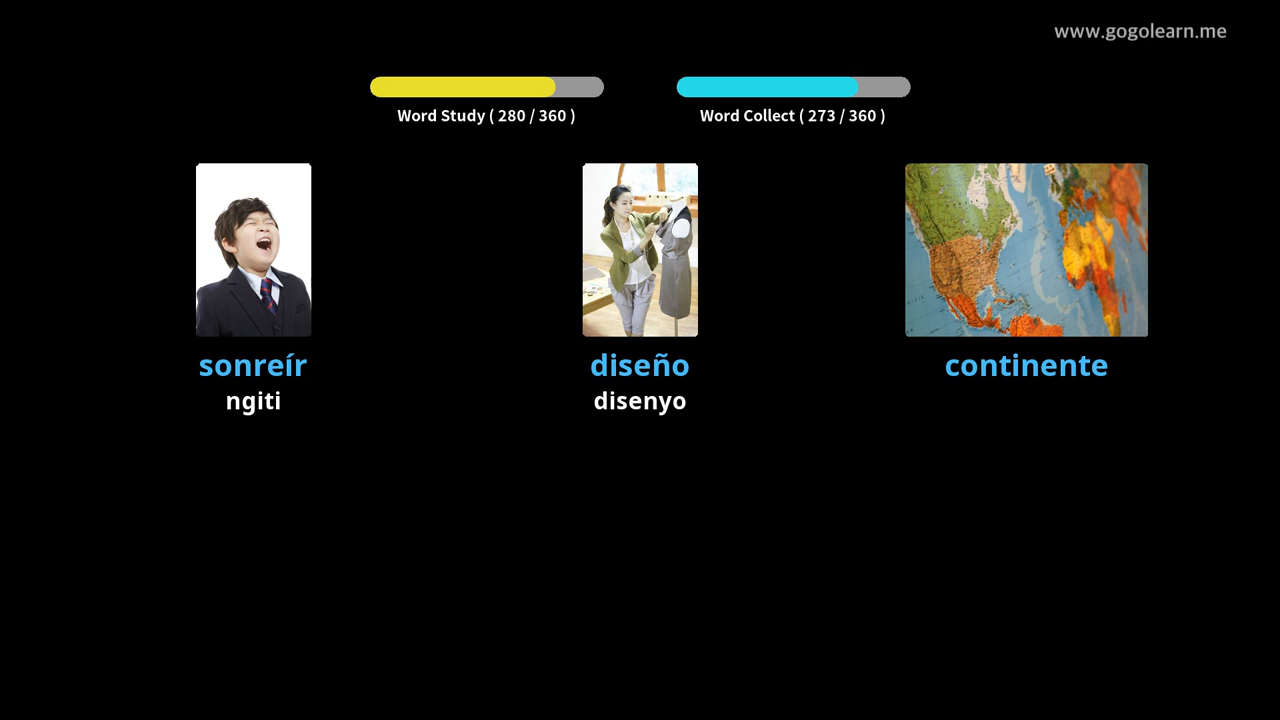 www.gogolearn.me
Word Study ( 280 / 360 )
Word Collect ( 273 / 360 )
sonreír
diseño
continente
ngiti
disenyo